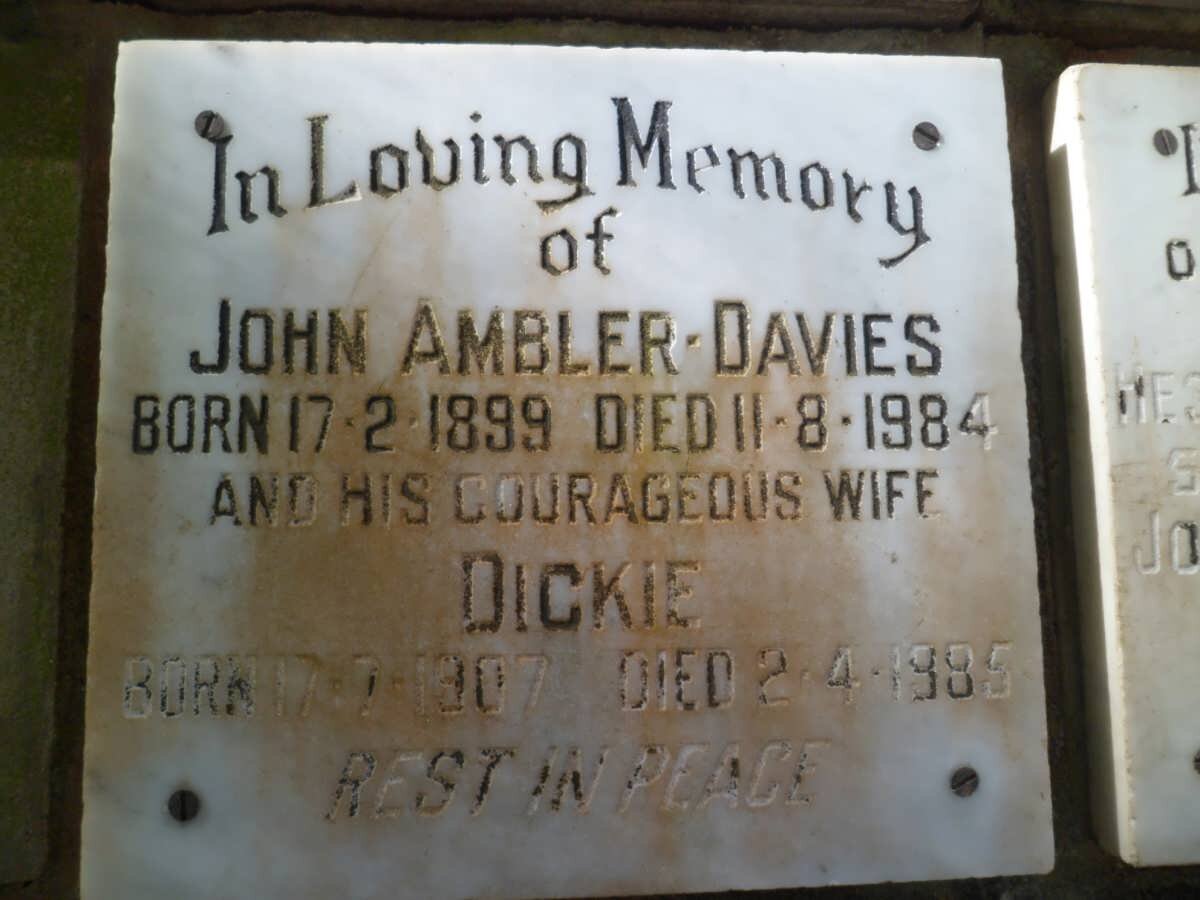 In Loving Memory
of
JOHN AMBLER-DAVIES
BORN 17·2·1899 DIED 11·8·1984
AND HIS COURAGEOUS WIFE
DICKIE
BORN 17·7·1907 DIED 2·4·1985
REST IN PEACE